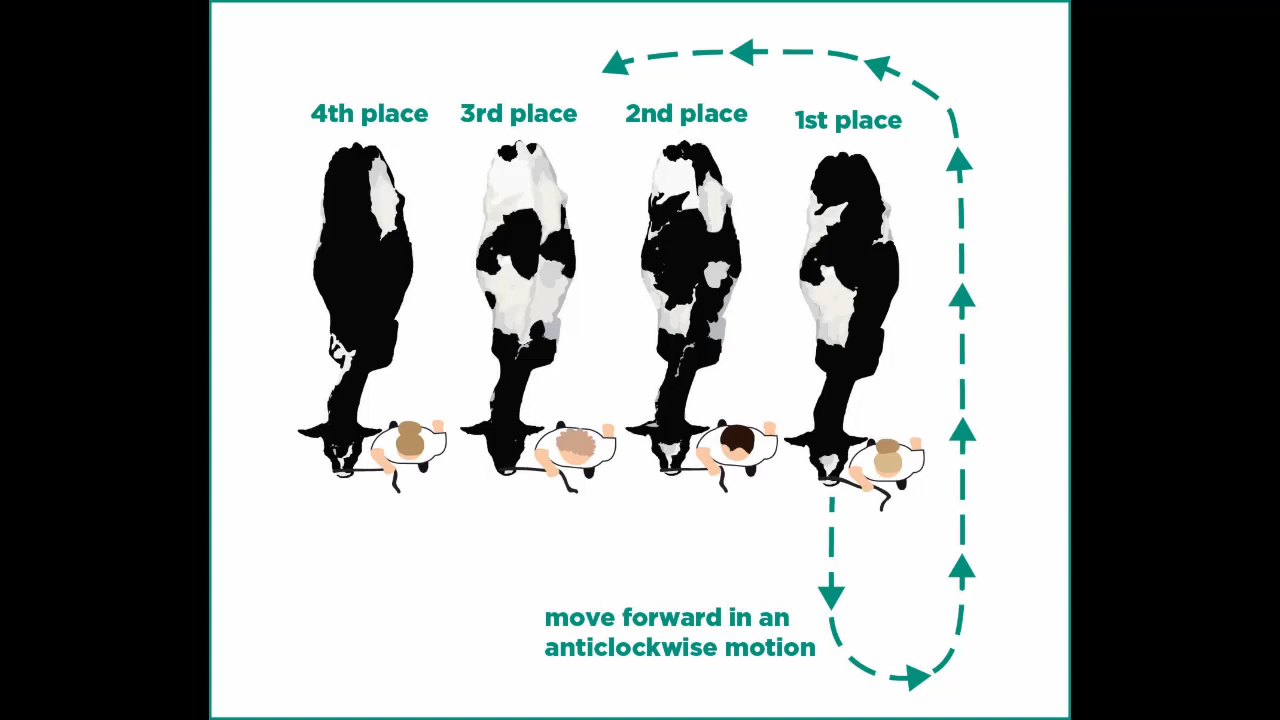 4th place
3rd place
2nd place
1st place
move forward in an
anticlockwise motion